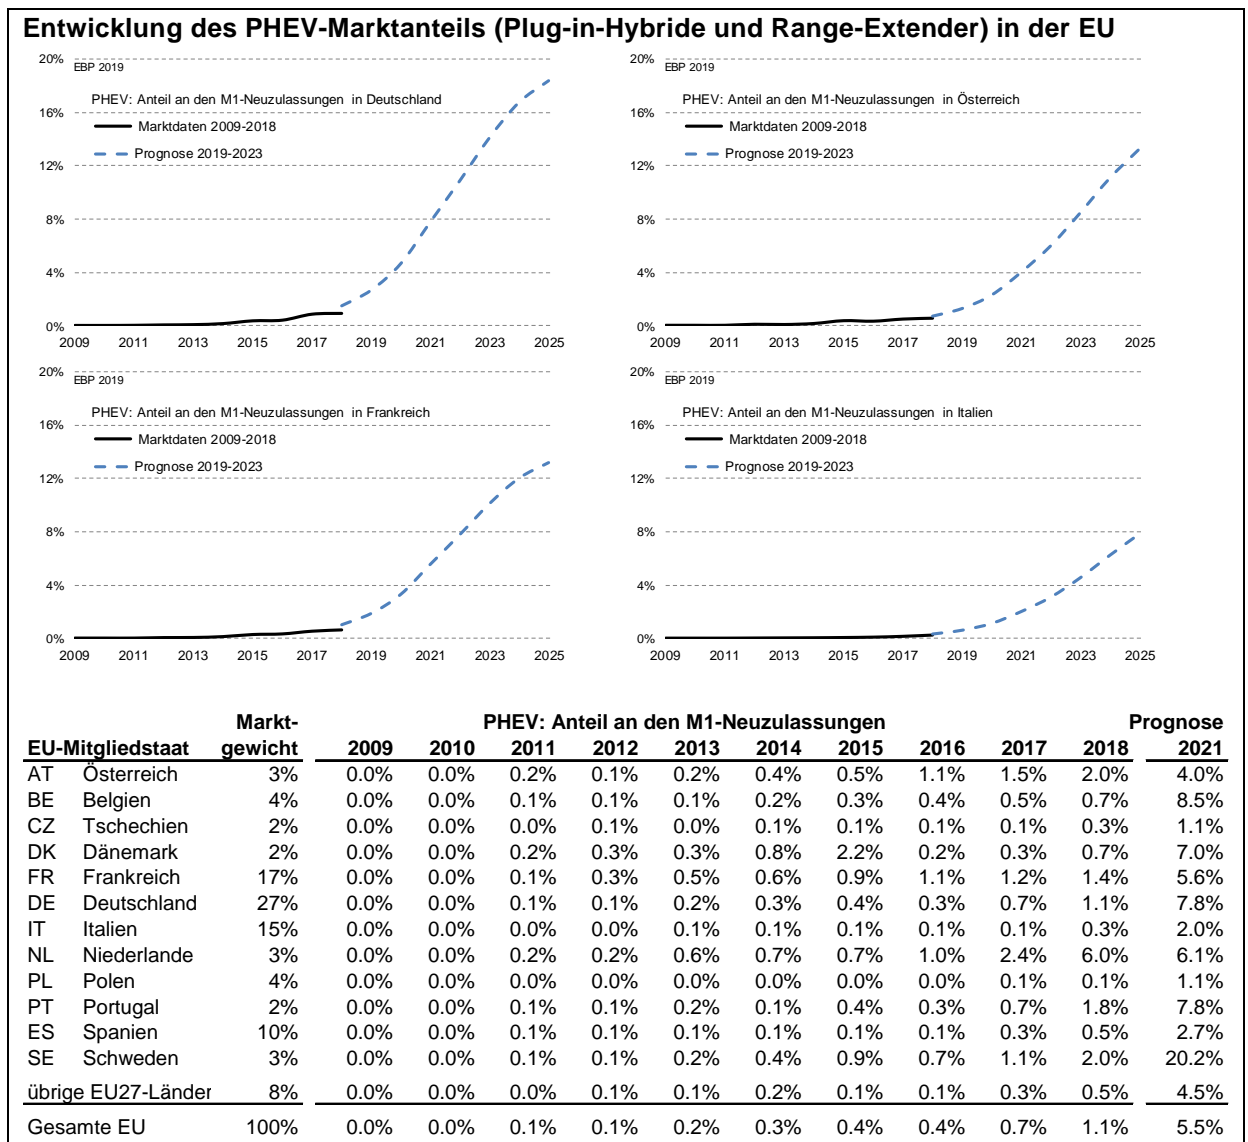 Entwicklung des PHEV-Marktanteils (Plug-in-Hybride und Range-Extender) in der EU
20%
EBP 2019
PHEV: Anteil an den M1-Neuzulassungen in Deutschland
16%
Marktdaten 2009-2018
Prognose 2019-2023
12%
8%
4%
0%
2009 2011 2013 2015 2017 2019 2021 2023 2025
20%
EBP 2019
PHEV: Anteil an den M1-Neuzulassungen in Österreich
16%
Marktdaten 2009-2018
Prognose 2019-2023
12%
8%
4%
0%
2009 2011 2013 2015 2017 2019 2021 2023 2025
20%
EBP 2019
PHEV: Anteil an den M1-Neuzulassungen in Frankreich
16%
Marktdaten 2009-2018
Prognose 2019-2023
12%
8%
4%
0%
2009 2011 2013 2015 2017 2019 2021 2023 2025
20%
EBP 2019
PHEV: Anteil an den M1-Neuzulassungen in Italien
16%
Marktdaten 2009-2018
Prognose 2019-2023
12%
8%
4%
0%
2009 2011 2013 2015 2017 2019 2021 2023 2025
Markt- PHEV: Anteil an den M1-Neuzulassungen Prognose
EU-Mitgliedstaat gewicht 2009 2010 2011 2012 2013 2014 2015 2016 2017 2018 2021
AT Österreich 3% 0.0% 0.0% 0.2% 0.1% 0.2% 0.4% 0.5% 1.1% 1.5% 2.0% 4.0%
BE Belgien 4% 0.0% 0.0% 0.1% 0.1% 0.1% 0.2% 0.3% 0.4% 0.5% 0.7% 8.5%
CZ Tschechien 2% 0.0% 0.0% 0.0% 0.1% 0.0% 0.1% 0.1% 0.1% 0.1% 0.3% 1.1%
DK Dänemark 2% 0.0% 0.0% 0.2% 0.3% 0.3% 0.8% 2.2% 0.2% 0.3% 0.7% 7.0%
FR Frankreich 17% 0.0% 0.0% 0.1% 0.3% 0.5% 0.6% 0.9% 1.1% 1.2% 1.4% 5.6%
DE Deutschland 27% 0.0% 0.0% 0.1% 0.1% 0.2% 0.3% 0.4% 0.3% 0.7% 1.1% 7.8%
IT Italien 15% 0.0% 0.0% 0.0% 0.0% 0.1% 0.1% 0.1% 0.1% 0.1% 0.3% 2.0%
NL Niederlande 3% 0.0% 0.0% 0.2% 0.2% 0.6% 0.7% 0.7% 1.0% 2.4% 6.0% 6.1%
PL Polen 4% 0.0% 0.0% 0.0% 0.0% 0.0% 0.0% 0.0% 0.0% 0.1% 0.1% 1.1%
PT Portugal 2% 0.0% 0.0% 0.1% 0.1% 0.2% 0.1% 0.4% 0.3% 0.7% 1.8% 7.8%
ES Spanien 10% 0.0% 0.0% 0.1% 0.1% 0.1% 0.1% 0.1% 0.1% 0.3% 0.5% 2.7%
SE Schweden 3% 0.0% 0.0% 0.1% 0.1% 0.2% 0.4% 0.9% 0.7% 1.1% 2.0% 20.2%
übrige EU27-Länder 8% 0.0% 0.0% 0.0% 0.1% 0.1% 0.2% 0.1% 0.1% 0.3% 0.5% 4.5%
Gesamte EU 100% 0.0% 0.0% 0.1% 0.1% 0.2% 0.3% 0.4% 0.4% 0.7% 1.1% 5.5%